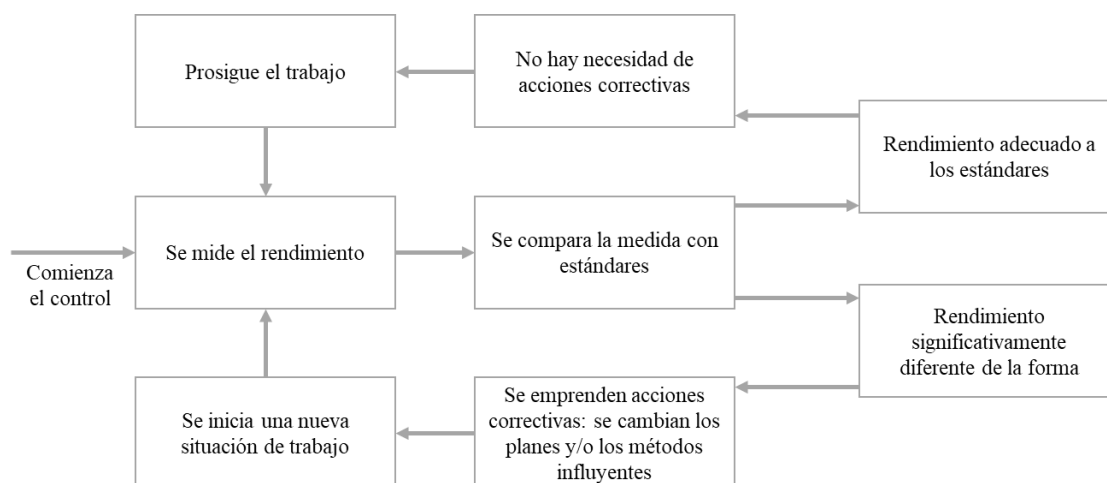 Prosigue el trabajo
No hay necesidad de
acciones correctivas
Rendimiento adecuado a
los estándares
Comienza
el control
Se mide el rendimiento
Se compara la medida con
estándares
Rendimiento
significativamente
diferente de la forma
Se inicia una nueva
situación de trabajo
Se emprenden acciones
correctivas: se cambian los
planes y/o los métodos
influyentes